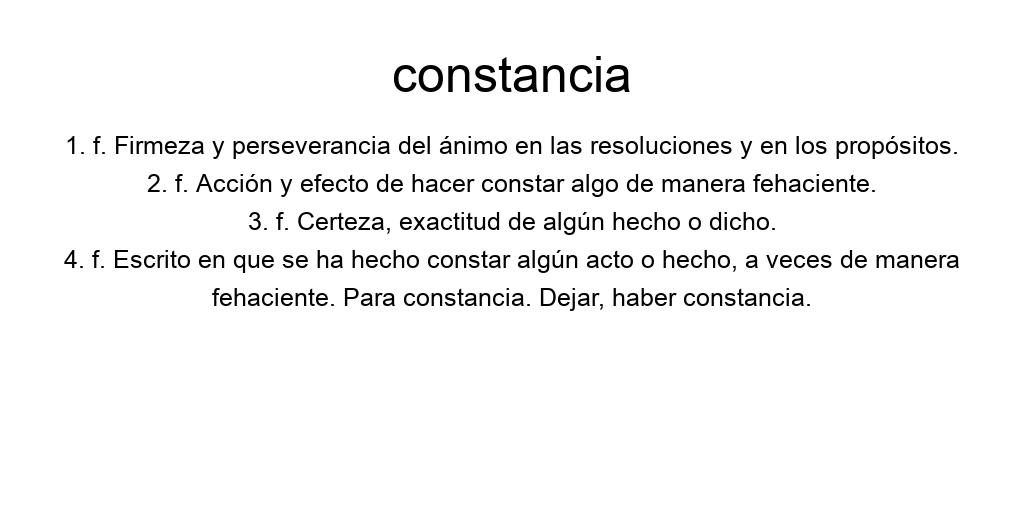 constancia
1. f. Firmeza y perseverancia del ánimo en las resoluciones y en los propósitos.
2. f. Acción y efecto de hacer constar algo de manera fehaciente.
3. f. Certeza, exactitud de algún hecho o dicho.
4. f. Escrito en que se ha hecho constar algún acto o hecho, a veces de manera
fehaciente. Para constancia. Dejar, haber constancia.